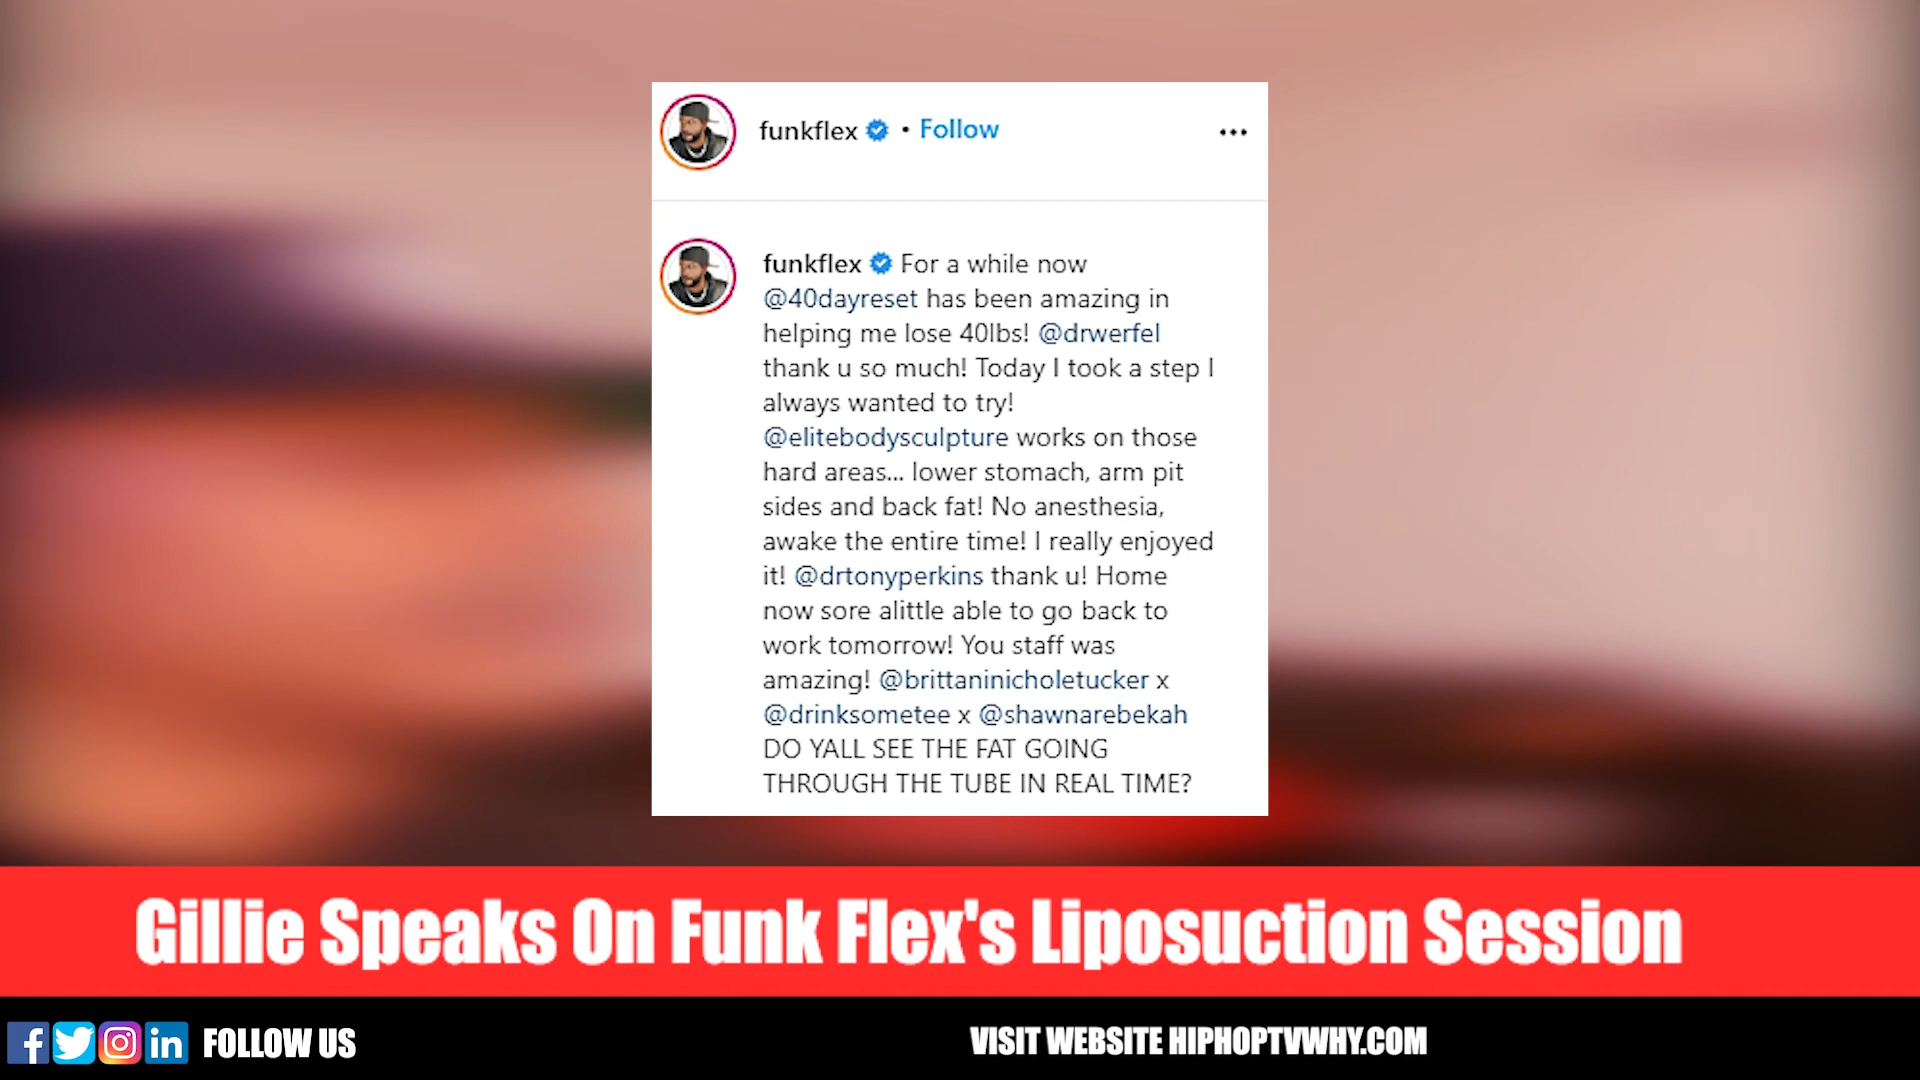 funkflex • Follow
funkflex For a while now
@40dayreset has been amazing in
helping me lose 40lbs! @drwerfel
thank u so much! Today I took a step I
always wanted to try!
@elitebodysculpture works on those
hard areas... lower stomach, arm pit
sides and back fat! No anesthesia,
awake the entire time! I really enjoyed
it! @drtonyperkins thank u! Home
now sore alittle able to go back to
work tomorrow! You staff was
amazing! @brittaninicholetucker x
@drinksometee x @shawnarebekah
DO YALL SEE THE FAT GOING
THROUGH THE TUBE IN REAL TIME?
Gillie Speaks On Funk Flex's Liposuction Session
FOLLOW US
VISIT WEBSITE HIPHOPTVWHY.COM